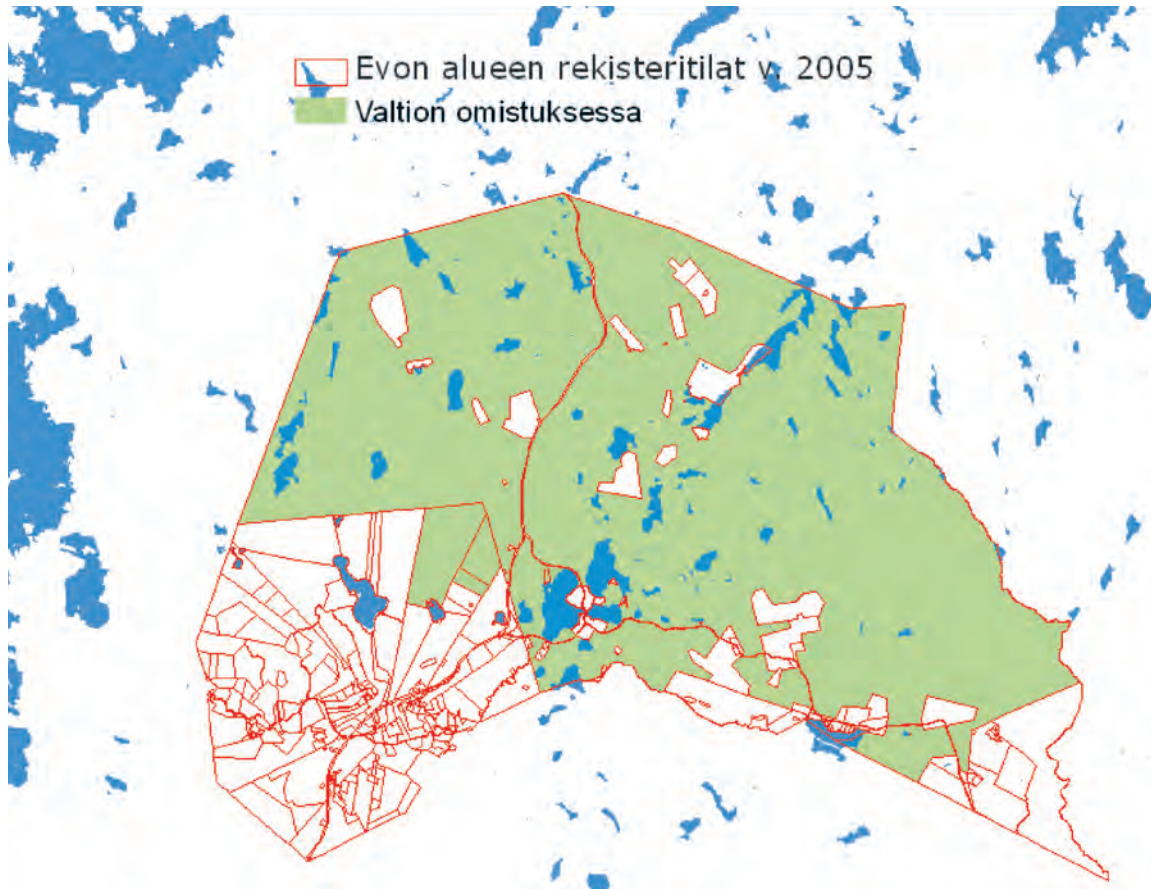 Evon alueen rekisteritilat v. 2005
Valtion omistuksessa